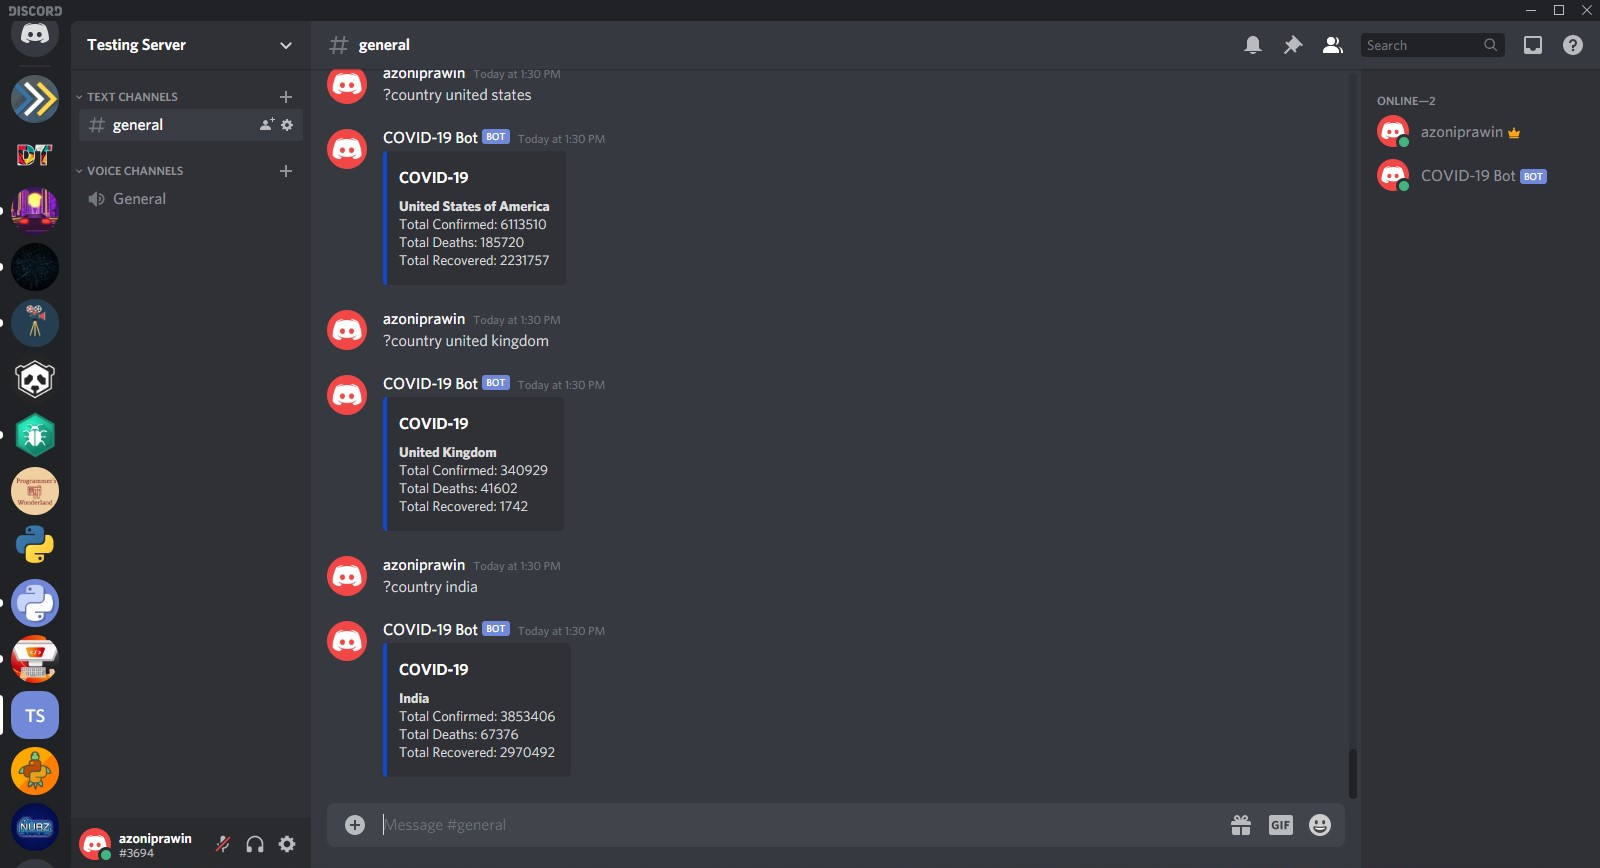 DISCORD
Testing Server
TEXT CHANNELS
general
VOICE CHANNELS
General
DT
Programmer's
Wonderland
TS
NUBZ
azoniprawin
#3694
# general
Search
azoniprawin Today at 1:30 PM
?country united states
COVID-19 Bot BOT Today at 1:30 PM
COVID-19
United States of America
Total Confirmed: 6113510
Total Deaths: 185720
Total Recovered: 2231757
azoniprawin Today at 1:30 PM
?country united kingdom
COVID-19 Bot BOT Today at 1:30 PM
COVID-19
United Kingdom
Total Confirmed: 340929
Total Deaths: 41602
Total Recovered: 1742
azoniprawin Today at 1:30 PM
?country india
COVID-19 Bot BOT Today at 1:30 PM
COVID-19
India
Total Confirmed: 3853406
Total Deaths: 67376
Total Recovered: 2970492
Message #general
GIF
ONLINE—2
azoniprawin
COVID-19 Bot BOT